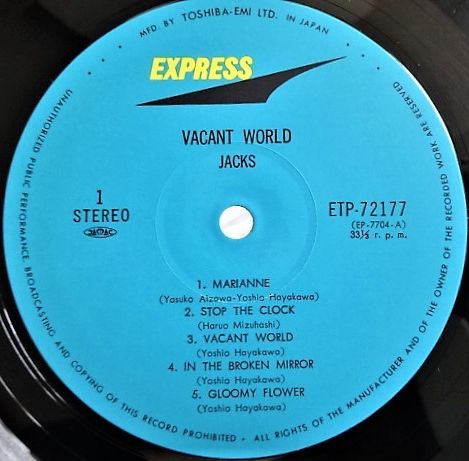 MFD. BY TOSHIBA-EMI LTD. IN JAPAN
EXPRESS
VACANT WORLD
JACKS
1
STEREO
JASRAC
ETP-72177
(EP-7704-A)
33⅓ r. p. m.
1. MARIANNE
(Yasuko Aizawa-Yoshio Hayakawa)
2. STOP THE CLOCK
(Haruo Mizuhashi)
3. VACANT WORLD
(Yoshio Hayakawa)
4. IN THE BROKEN MIRROR
(Yoshio Hayakawa)
5. GLOOMY FLOWER
(Yoshio Hayakawa)
UNAUTHORIZED PUBLIC PERFORMANCE, BROADCASTING AND COPYING OF THIS RECORD PROHIBITED • ALL RIGHTS OF THE MANUFACTURER AND OF THE OWNER OF THE RECORDED WORK ARE RESERVED